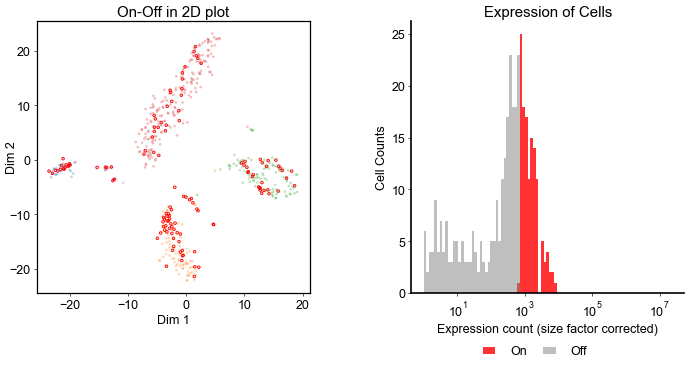 On-Off in 2D plot
20
10
0
−10
−20
Dim 2
−20 −10 0 10 20
Dim 1
Expression of Cells
25
20
15
10
5
0
Cell Counts
10^1 10^3 10^5 10^7
Expression count (size factor corrected)
On Off